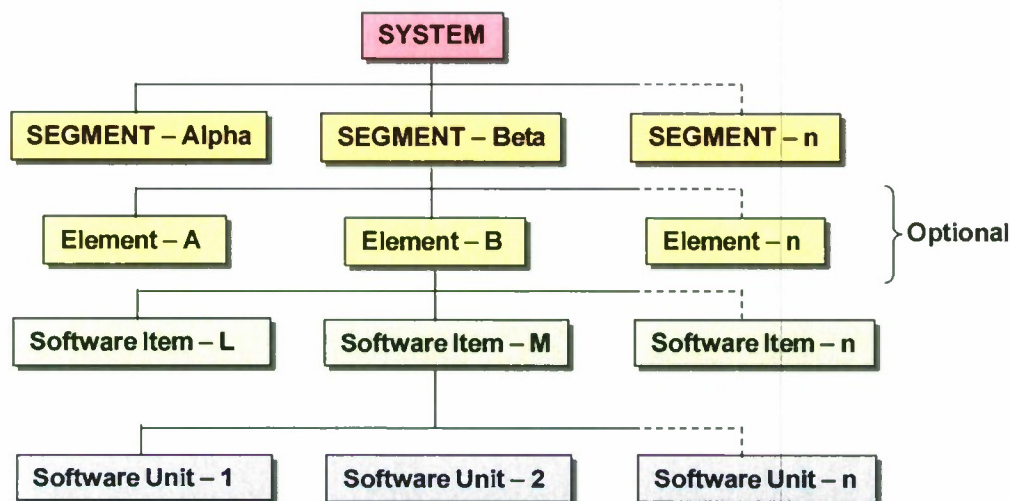 SYSTEM
SEGMENT – Alpha
SEGMENT – Beta
SEGMENT – n
Element – A
Element – B
Element – n
Optional
Software Item – L
Software Item – M
Software Item – n
Software Unit – 1
Software Unit – 2
Software Unit – n